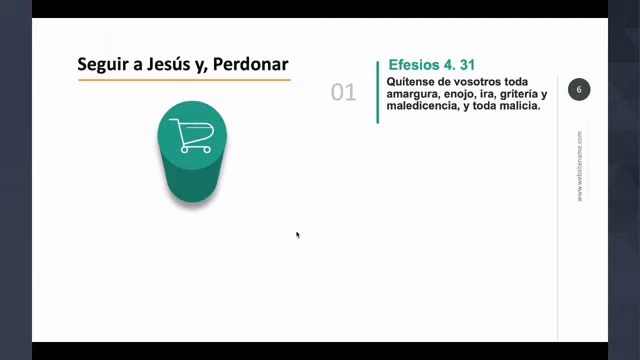 Seguir a Jesús y, Perdonar
01
Efesios 4. 31
Quítense de vosotros toda
amargura, enojo, ira, gritería y
maledicencia, y toda malicia.
6
www.websitename.com